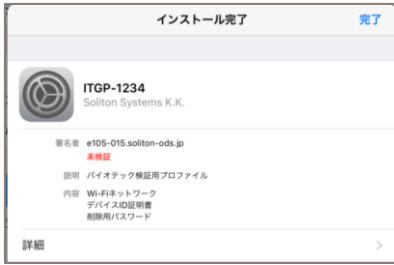 インストール完了 完了
ITGP-1234
Soliton Systems K.K.
署名者 e105-015.soliton-ods.jp
未検証
説明 バイオテック検証用プロファイル
内容 Wi-Fiネットワーク
デバイスID証明書
削除用パスワード
詳細